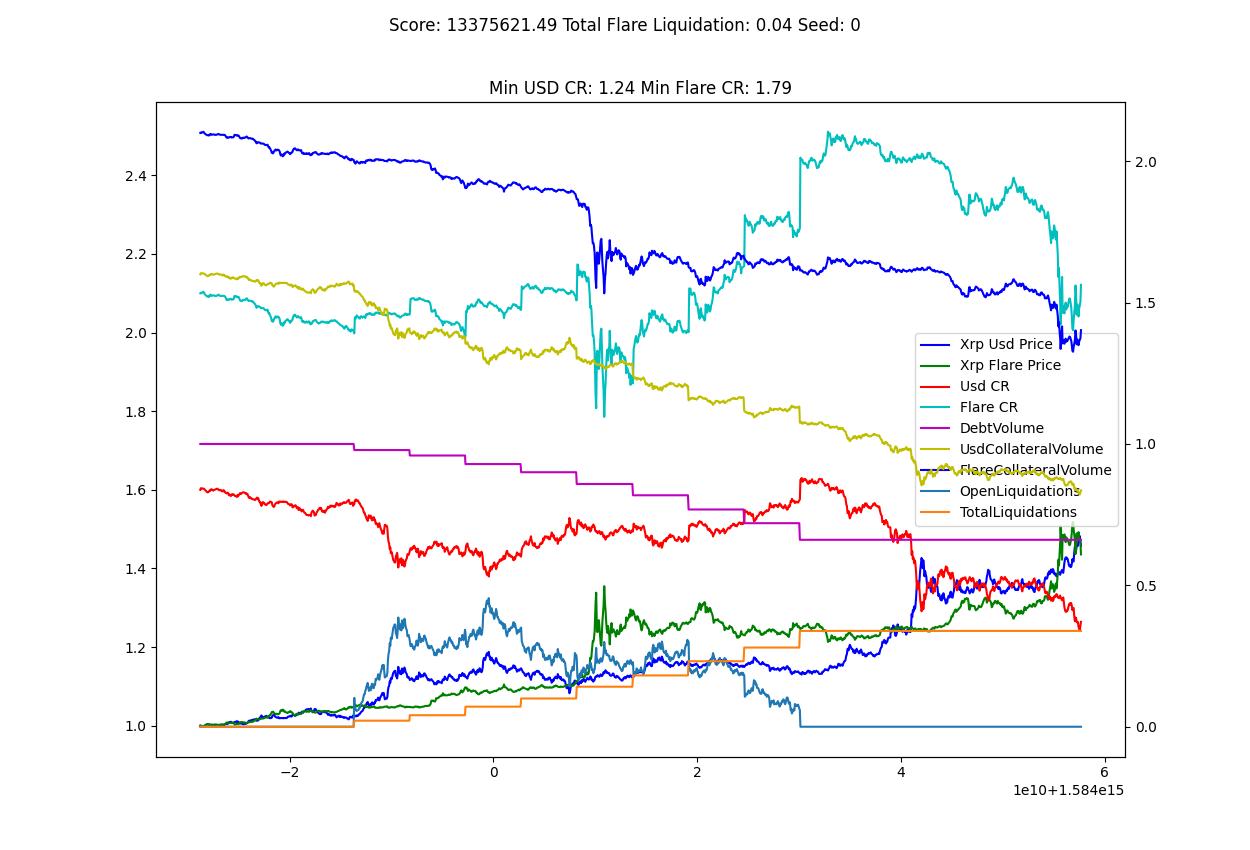 Score: 13375621.49 Total Flare Liquidation: 0.04 Seed: 0
Min USD CR: 1.24 Min Flare CR: 1.79
2.4
2.2
2.0
1.8
1.6
1.4
1.2
1.0
2.0
1.5
1.0
0.5
0.0
Xrp Usd Price
Xrp Flare Price
Usd CR
Flare CR
DebtVolume
UsdCollateralVolume
FlareCollateralVolume
OpenLiquidations
TotalLiquidations
−2 0 2 4 6
1e10+1.584e15